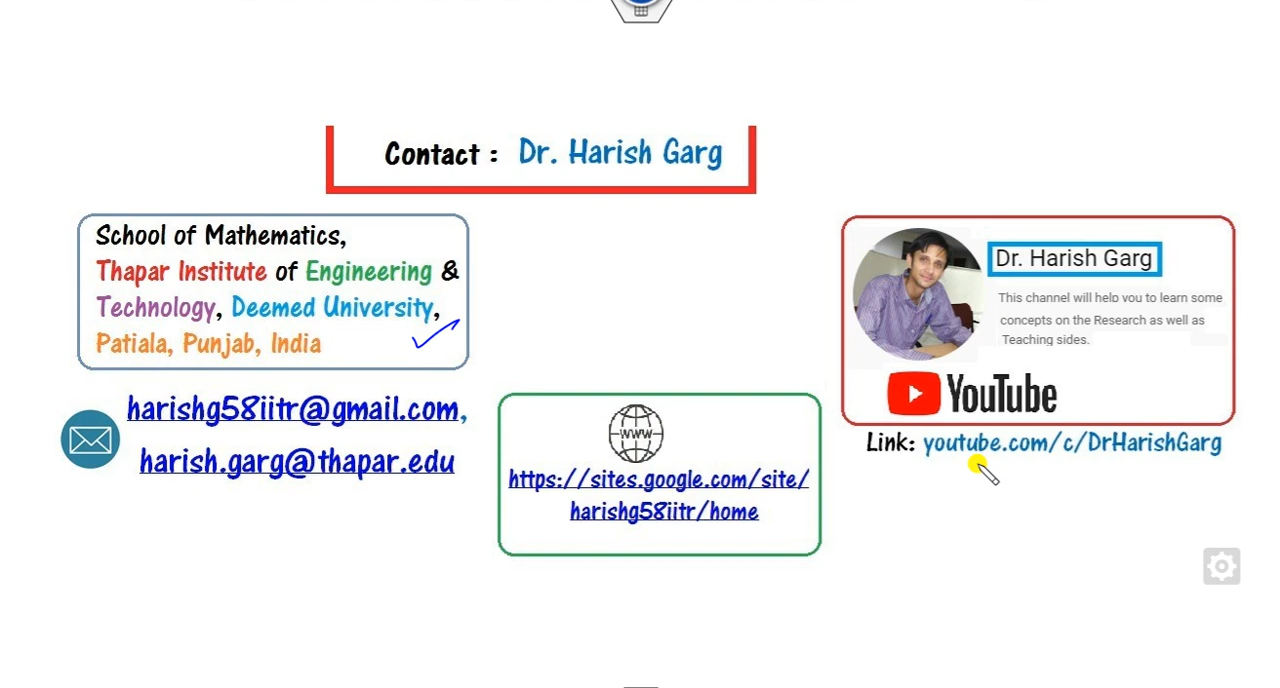 Contact : Dr. Harish Garg
School of Mathematics,
Thapar Institute of Engineering &
Technology, Deemed University,
Patiala, Punjab, India
harishg58iitr@gmail.com,
harish.garg@thapar.edu
WWW
https://sites.google.com/site/
harishg58iitr/home
Dr. Harish Garg
This channel will help you to learn some
concepts on the Research as well as
Teaching sides.
YouTube
Link: youtube.com/c/DrHarishGarg